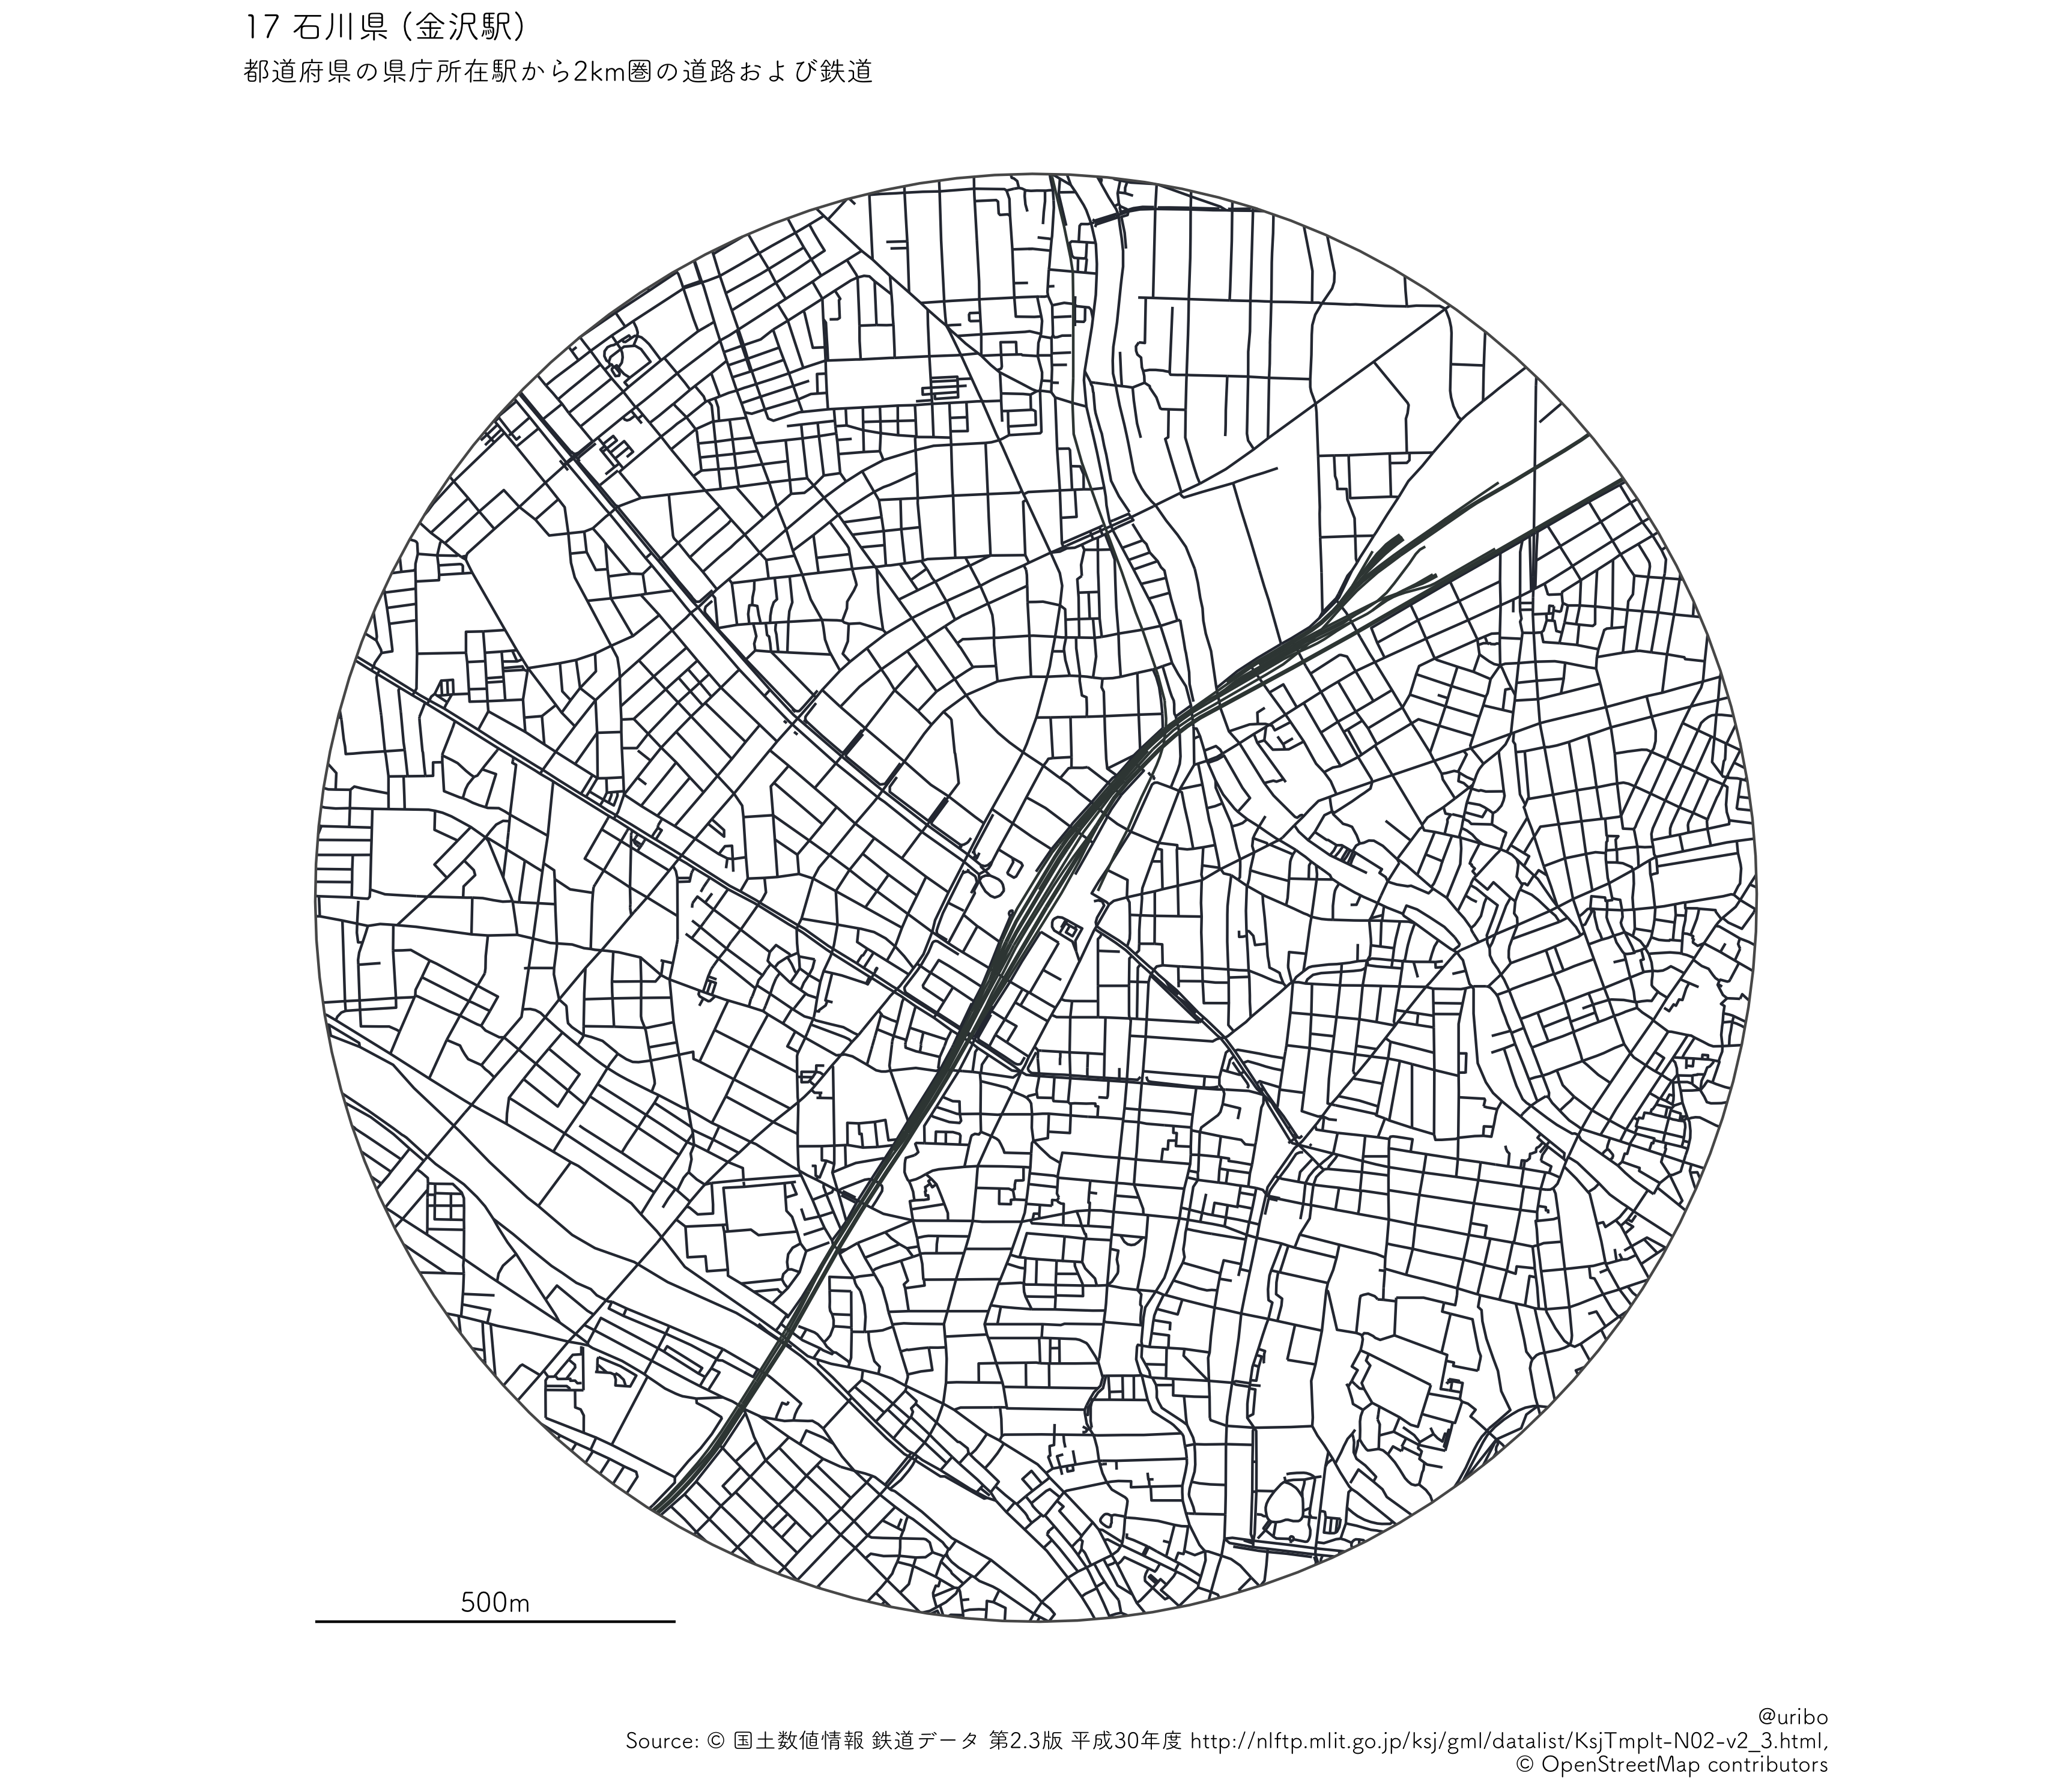 17 石川県 (金沢駅)
都道府県の県庁所在駅から2km圏の道路および鉄道
500m
@uribo
Source: © 国土数値情報 鉄道データ 第2.3版 平成30年度 http://nlftp.mlit.go.jp/ksj/gml/datalist/KsjTmplt-N02-v2_3.html,
© OpenStreetMap contributors